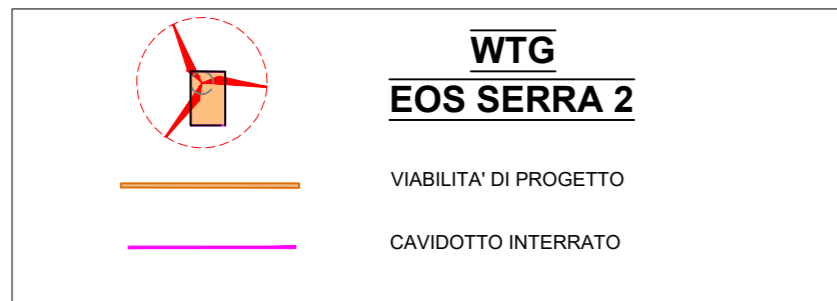 WTG
EOS SERRA 2
VIABILITA' DI PROGETTO
CAVIDOTTO INTERRATO